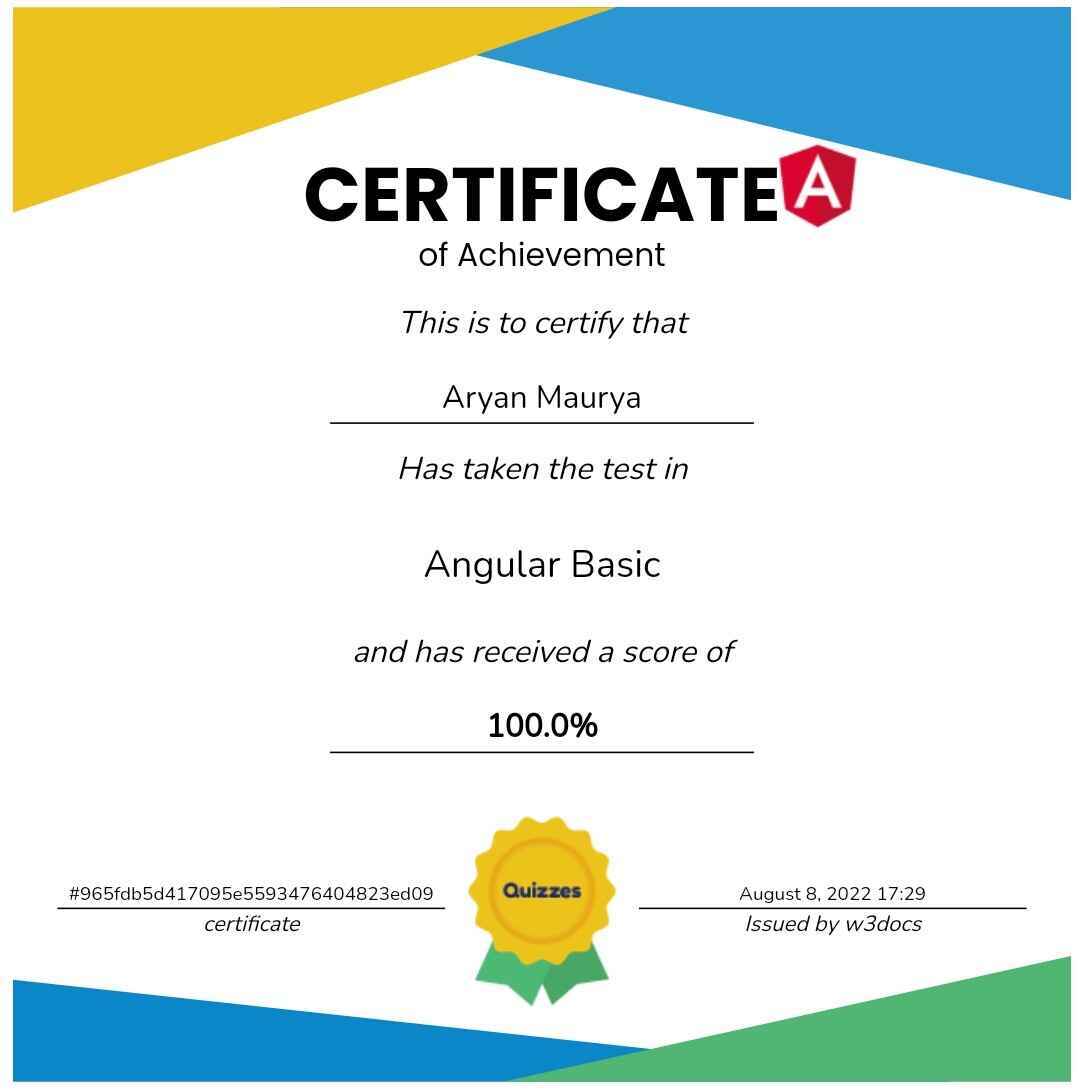 CERTIFICATE
of Achievement
This is to certify that
Aryan Maurya
Has taken the test in
Angular Basic
and has received a score of
100.0%
Quizzes
#965fdb5d417095e5593476404823ed09
certificate
August 8, 2022 17:29
Issued by w3docs